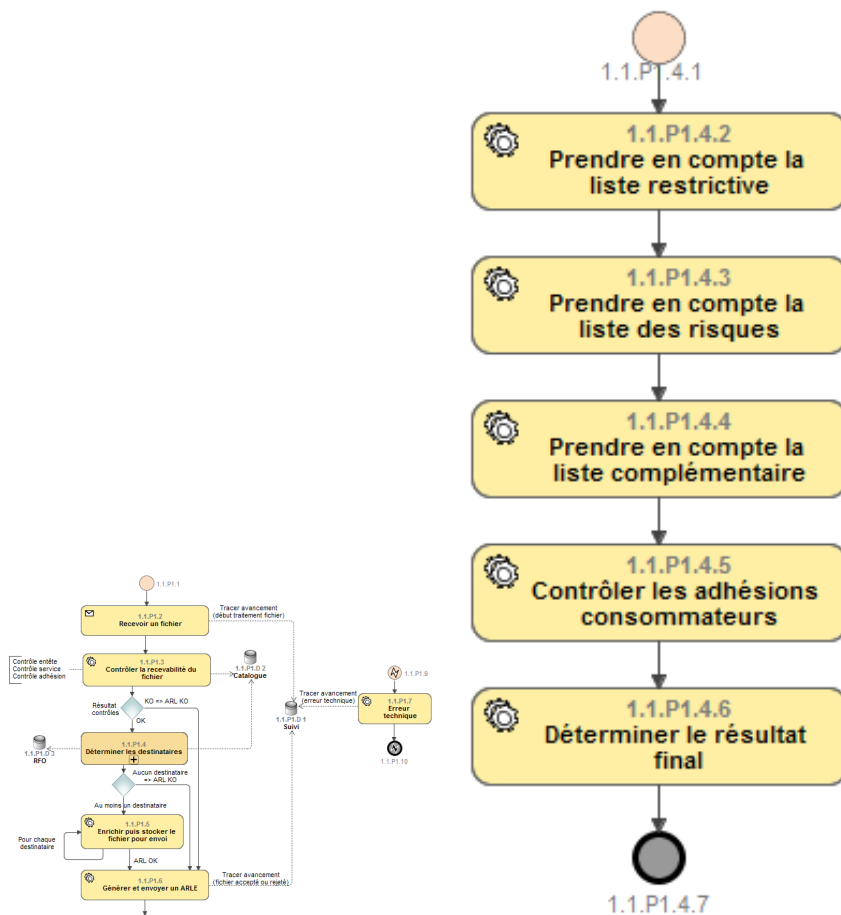 1.1.P1.4.1
1.1.P1.4.2
Prendre en compte la
liste restrictive
1.1.P1.4.3
Prendre en compte la
liste des risques
1.1.P1.4.4
Prendre en compte la
liste complémentaire
1.1.P1.4.5
Contrôler les adhésions
consommateurs
1.1.P1.4.6
Déterminer le résultat
final
1.1.P1.4.7
1.1.P1.1
1.1.P1.2
Recevoir un fichier
Tracer avancement
(début traitement fichier)
Contrôle entête
Contrôle service
Contrôle adhésion
1.1.P1.3
Contrôler la recevabilité du
fichier
1.1.P1.D 2
Catalogue
1.1.P1.9
Résultat
contrôles
KO => ARL KO
OK
Tracer avancement
(erreur technique)
1.1.P1.7
Erreur
technique
1.1.P1.D 1
Suivi
1.1.P1.10
1.1.P1.D 3
RFO
1.1.P1.4
Déterminer les destinataires
Aucun destinataire
=> ARL KO
Au moins un destinataire
Pour chaque
destinataire
1.1.P1.5
Enrichir puis stocker le
fichier pour envoi
ARL OK
1.1.P1.6
Générer et envoyer un ARLE
Tracer avancement
(fichier accepté ou rejeté)